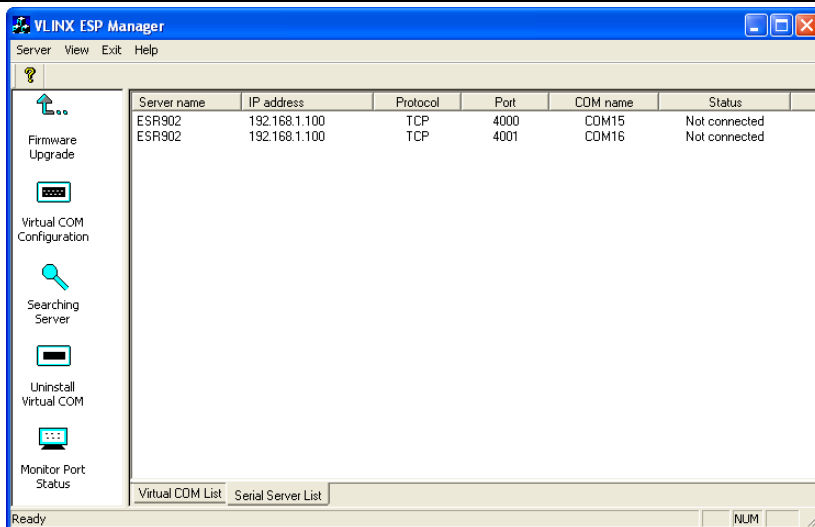 VLINX ESP Manager
Server View Exit Help
?
Server name IP address Protocol Port COM name Status
ESR902 192.168.1.100 TCP 4000 COM15 Not connected
ESR902 192.168.1.100 TCP 4001 COM16 Not connected
Firmware
Upgrade
Virtual COM
Configuration
Searching
Server
Uninstall
Virtual COM
Monitor Port
Status
Virtual COM List Serial Server List
Ready NUM